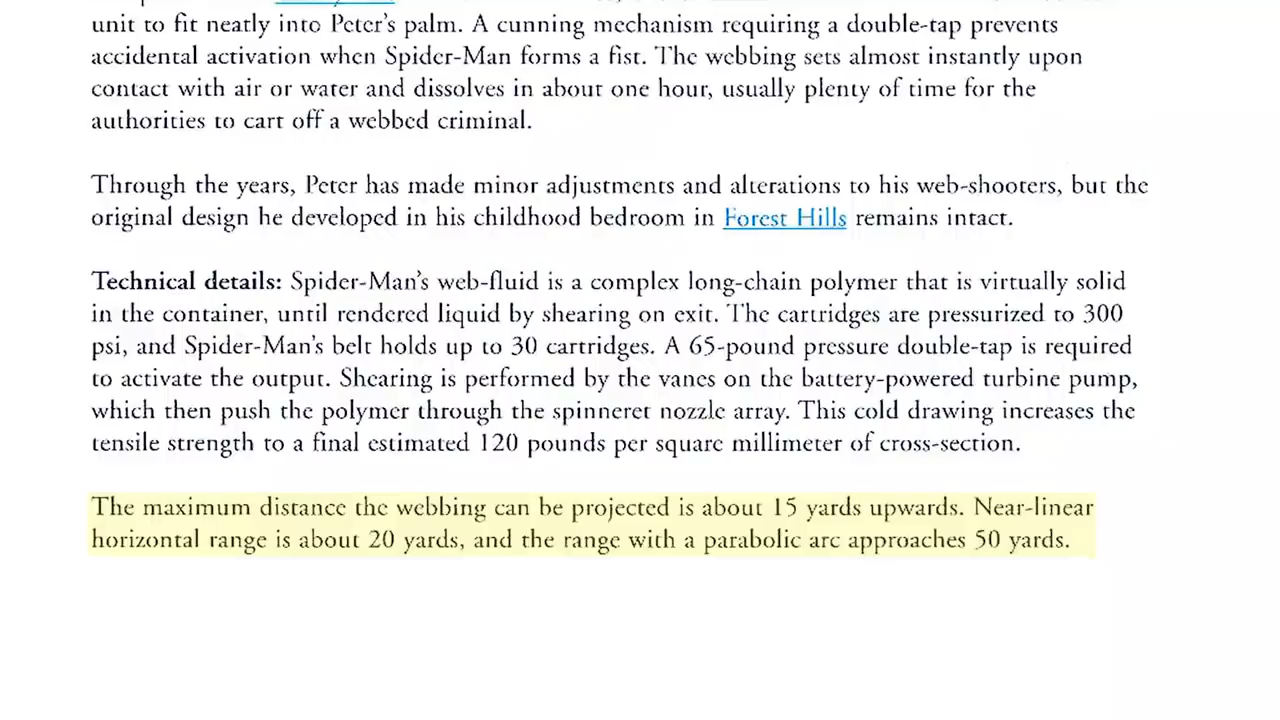 unit to fit neatly into Peter's palm. A cunning mechanism requiring a double-tap prevents
accidental activation when Spider-Man forms a fist. The webbing sets almost instantly upon
contact with air or water and dissolves in about one hour, usually plenty of time for the
authorities to cart off a webbed criminal.
Through the years, Peter has made minor adjustments and alterations to his web-shooters, but the
original design he developed in his childhood bedroom in Forest Hills remains intact.
Technical details: Spider-Man's web-fluid is a complex long-chain polymer that is virtually solid
in the container, until rendered liquid by shearing on exit. The cartridges are pressurized to 300
psi, and Spider-Man's belt holds up to 30 cartridges. A 65-pound pressure double-tap is required
to activate the output. Shearing is performed by the vanes on the battery-powered turbine pump,
which then push the polymer through the spinneret nozzle array. This cold drawing increases the
tensile strength to a final estimated 120 pounds per square millimeter of cross-section.
The maximum distance the webbing can be projected is about 15 yards upwards. Near-linear
horizontal range is about 20 yards, and the range with a parabolic arc approaches 50 yards.